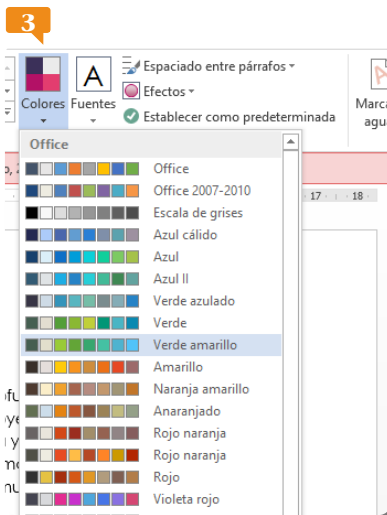 3
Espaciado entre párrafos
Colores Fuentes
Efectos
Establecer como predeterminada
Marca
agua
Office
17 18
Office
Office 2007-2010
Escala de grises
Azul cálido
Azul
Azul II
Verde azulado
Verde
Verde amarillo
Amarillo
Naranja amarillo
Anaranjado
Rojo naranja
Rojo naranja
Rojo
Violeta rojo